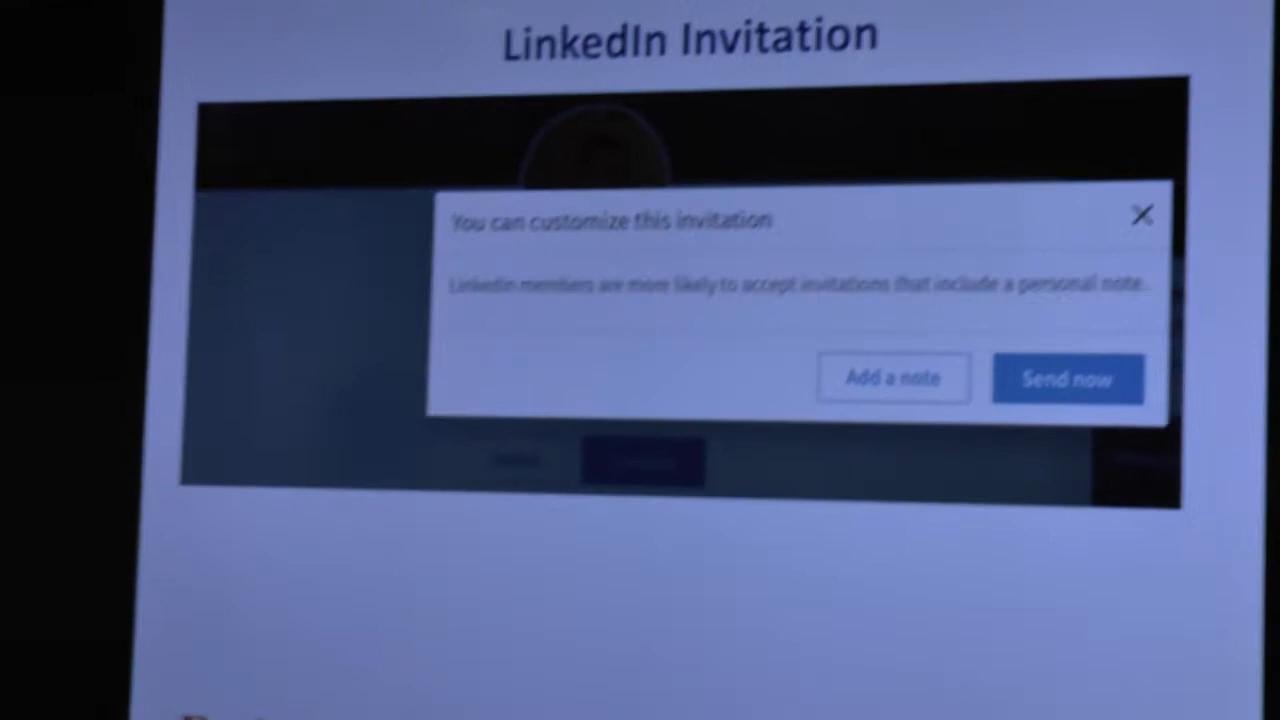 LinkedIn Invitation
You can customize this invitation
LinkedIn members are more likely to accept invitations that include a personal note.
Add a note
Send now